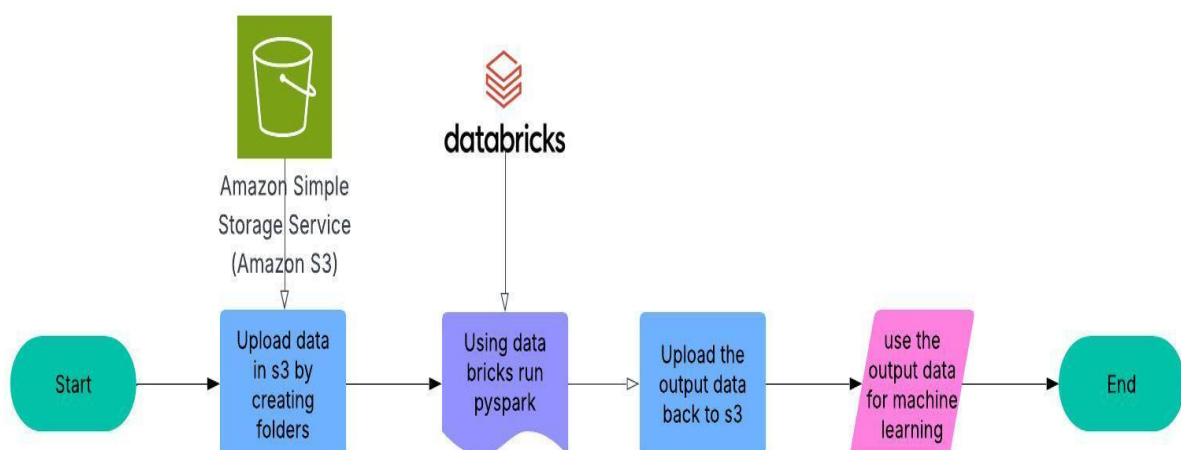 databricks
Amazon Simple
Storage Service
(Amazon S3)
Start
Upload data
in s3 by
creating
folders
Using data
bricks run
pyspark
Upload the
output data
back to s3
use the
output data
for machine
learning
End